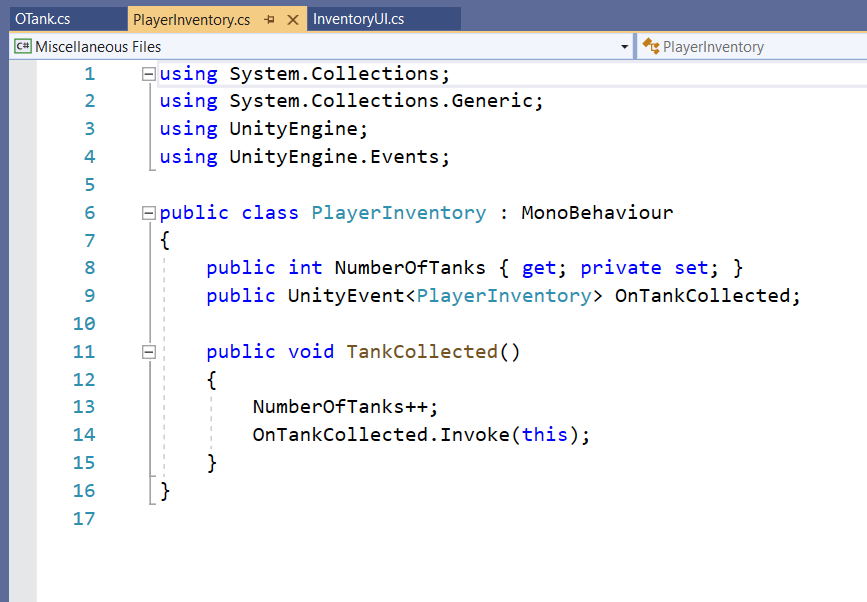 OTank.cs PlayerInventory.cs InventoryUI.cs
C# Miscellaneous Files PlayerInventory
1 using System.Collections;
2 using System.Collections.Generic;
3 using UnityEngine;
4 using UnityEngine.Events;
5
6 public class PlayerInventory : MonoBehaviour
7 {
8 public int NumberOfTanks { get; private set; }
9 public UnityEvent<PlayerInventory> OnTankCollected;
10
11 public void TankCollected()
12 {
13 NumberOfTanks++;
14 OnTankCollected.Invoke(this);
15 }
16 }
17